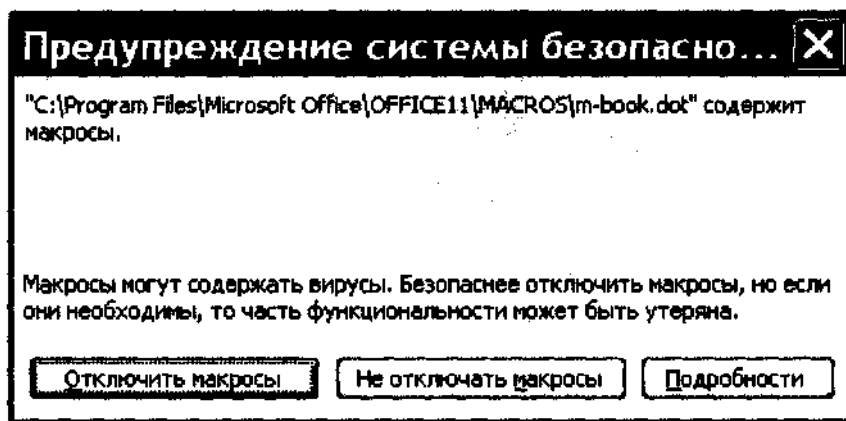 Предупреждение системы безопасно...
"C:\Program Files\Microsoft Office\OFFICE11\MACROS\m-book.dot" содержит
макросы.
Макросы могут содержать вирусы. Безопаснее отключить макросы, но если
они необходимы, то часть функциональности может быть утеряна.
Отключить макросы
Не отключать макросы
Подробности